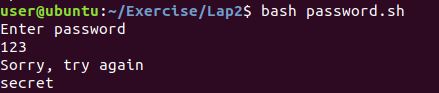 user@ubuntu:~/Exercise/Lap2$ bash password.sh
Enter password
123
Sorry, try again
secret